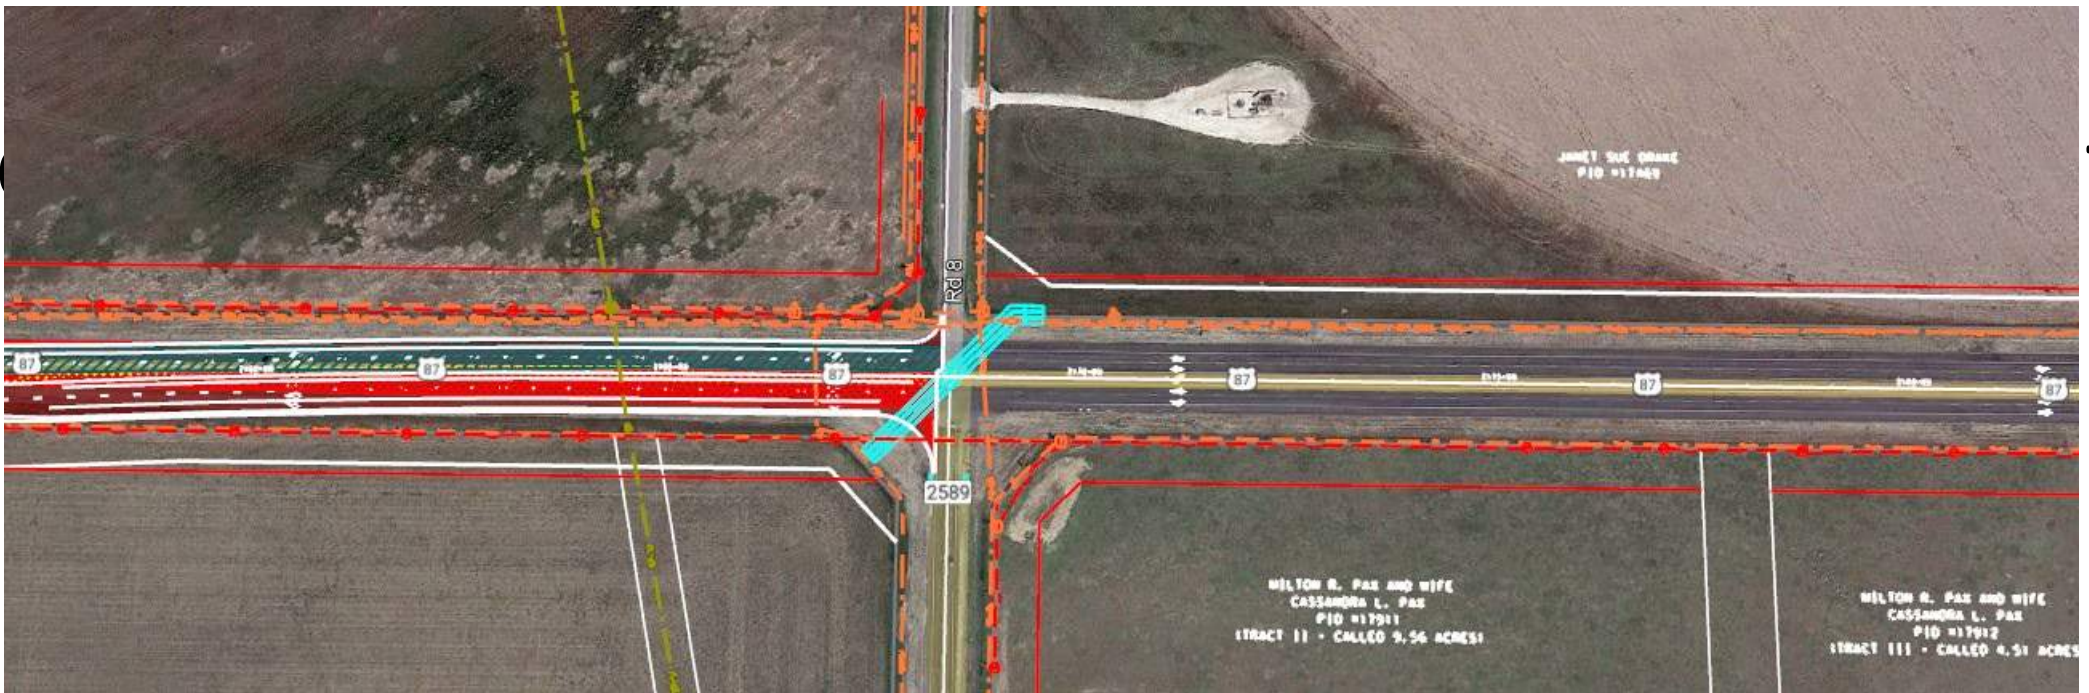 JANET SUE DRAKE
PID #17469
Rd 8
87
87
87
87
87
87
2589
MILTON R. PAX AND WIFE
CASSANDRA L. PAX
PID #17911
(TRACT II - CALLED 9.56 ACRES)
MILTON R. PAX AND WIFE
CASSANDRA L. PAX
PID #17912
(TRACT III - CALLED 4.51 ACRES